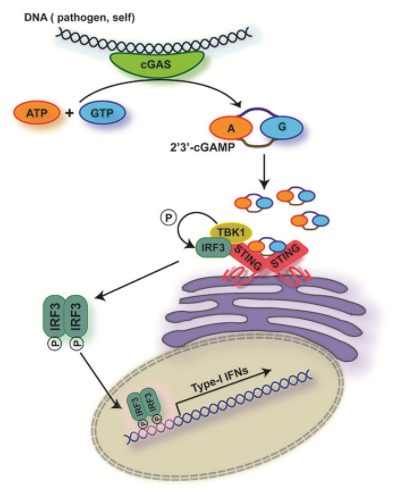 DNA ( pathogen, self)
cGAS
ATP + GTP
A
G
2'3'-cGAMP
P
TBK1
IRF3
STING
STING
IRF3
IRF3
P
P
Type-I IFNs
IRF3
IRF3
P
P